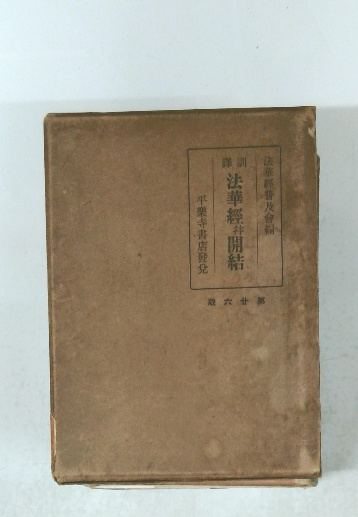 法華經普及會編
訓譯
法華經并開結
平樂寺書店發兌
第廿六版